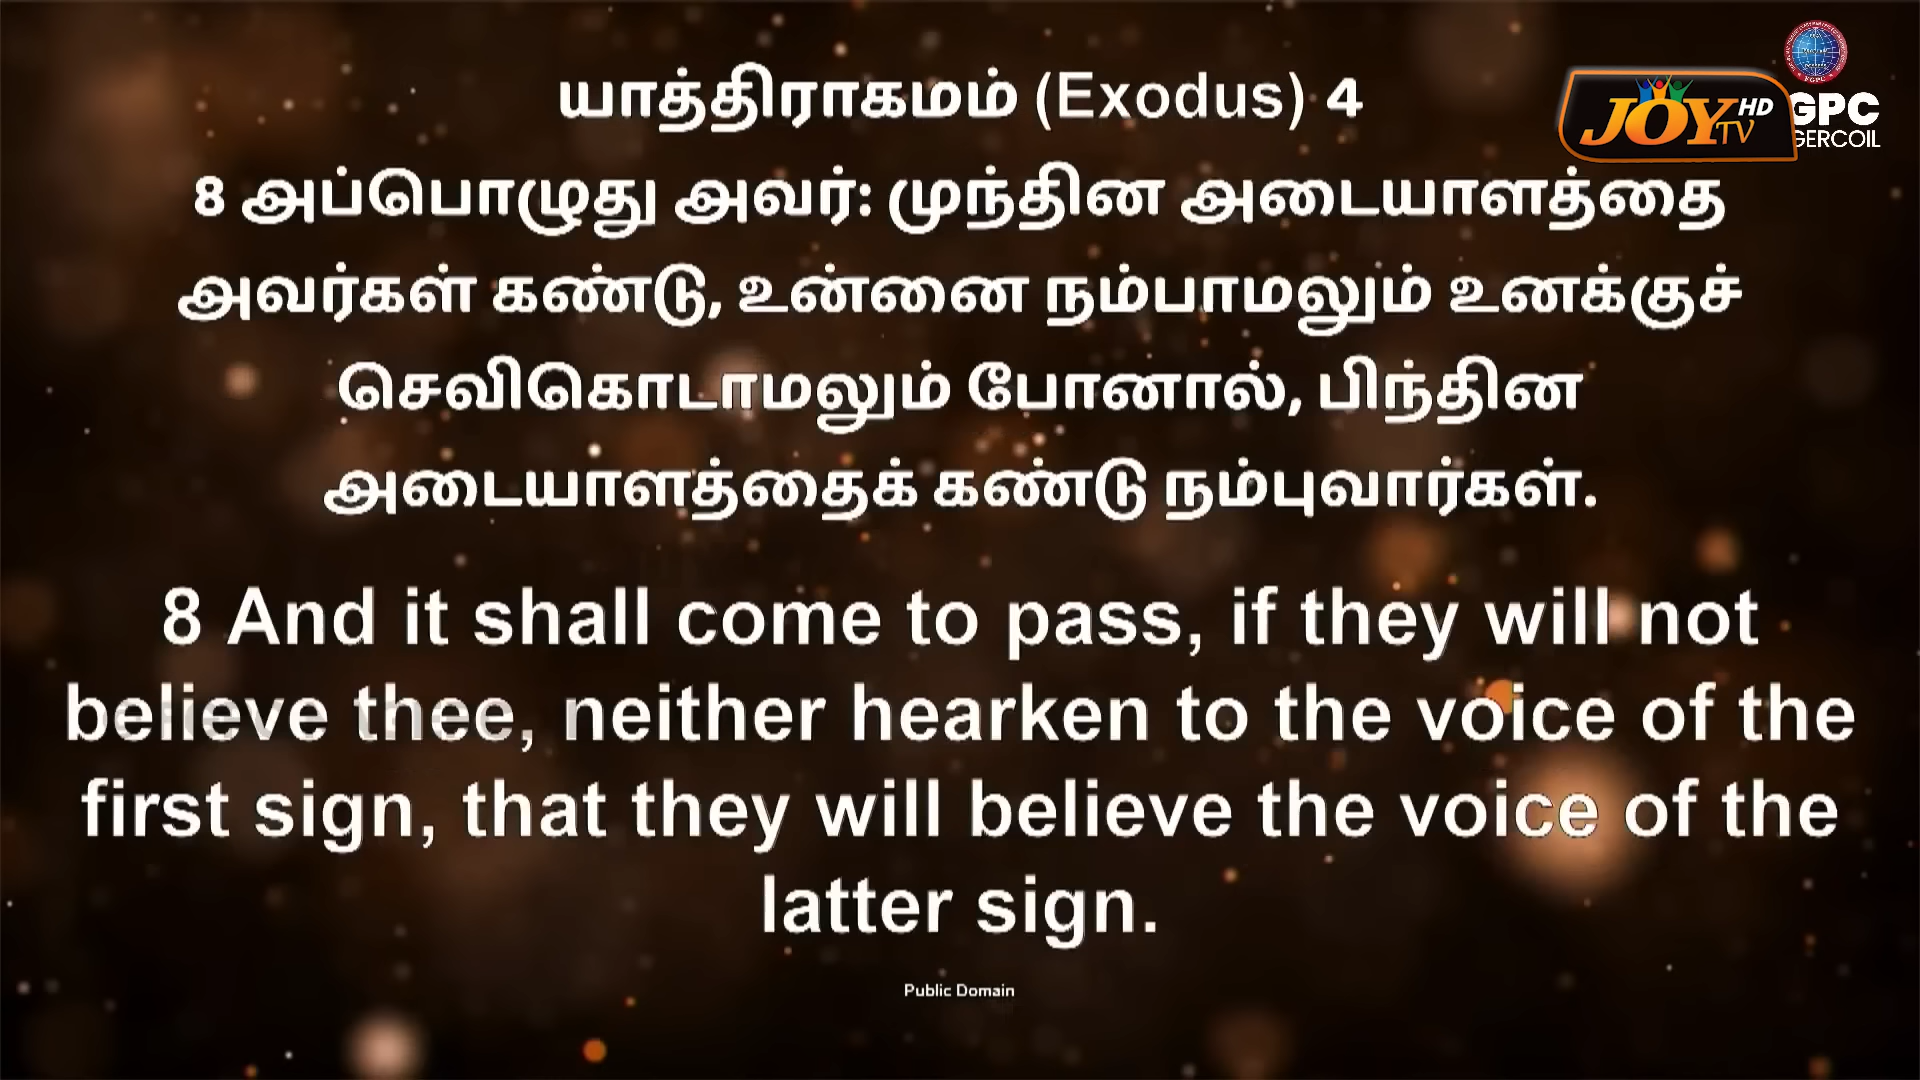 யாத்திராகமம் (Exodus) 4
8 அப்பொழுது அவர்: முந்தின அடையாளத்தை
அவர்கள் கண்டு, உன்னை நம்பாமலும் உனக்குச்
செவிகொடாமலும் போனால், பிந்தின
அடையாளத்தைக் கண்டு நம்புவார்கள்.
8 And it shall come to pass, if they will not
believe thee, neither hearken to the voice of the
first sign, that they will believe the voice of the
latter sign.
Public Domain
JOY TV HD
GPC
GERCOIL